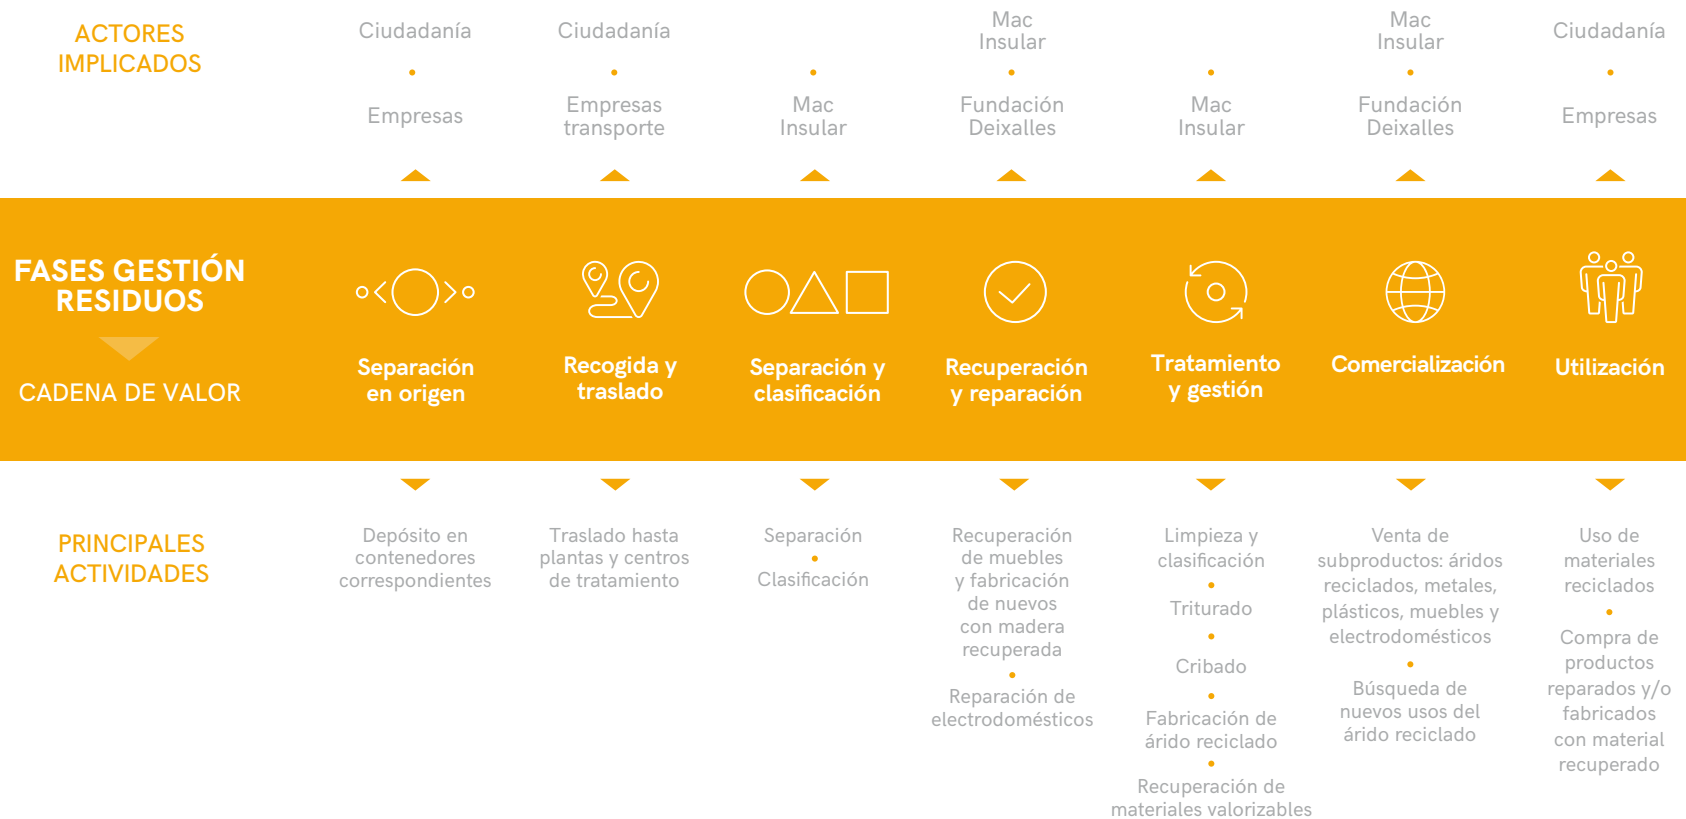 ACTORES
IMPLICADOS
Ciudadanía
Empresas
Ciudadanía
Empresas
transporte
Mac
Insular
Mac
Insular
Fundación
Deixalles
Mac
Insular
Mac
Insular
Fundación
Deixalles
Ciudadanía
Empresas
FASES GESTIÓN
RESIDUOS
CADENA DE VALOR
Separación
en origen
Recogida y
traslado
Separación y
clasificación
Recuperación
y reparación
Tratamiento
y gestión
Comercialización
Utilización
PRINCIPALES
ACTIVIDADES
Depósito en
contenedores
correspondientes
Traslado hasta
plantas y centros
de tratamiento
Separación
Clasificación
Recuperación
de muebles
y fabricación
de nuevos
con madera
recuperada
Reparación de
electrodomésticos
Limpieza y
clasificación
Triturado
Cribado
Fabricación de
árido reciclado
Recuperación de
materiales valorizables
Venta de
subproductos: áridos
reciclados, metales,
plásticos, muebles y
electrodomésticos
Búsqueda de
nuevos usos del
árido reciclado
Uso de
materiales
reciclados
Compra de
productos
reparados y/o
fabricados
con material
recuperado